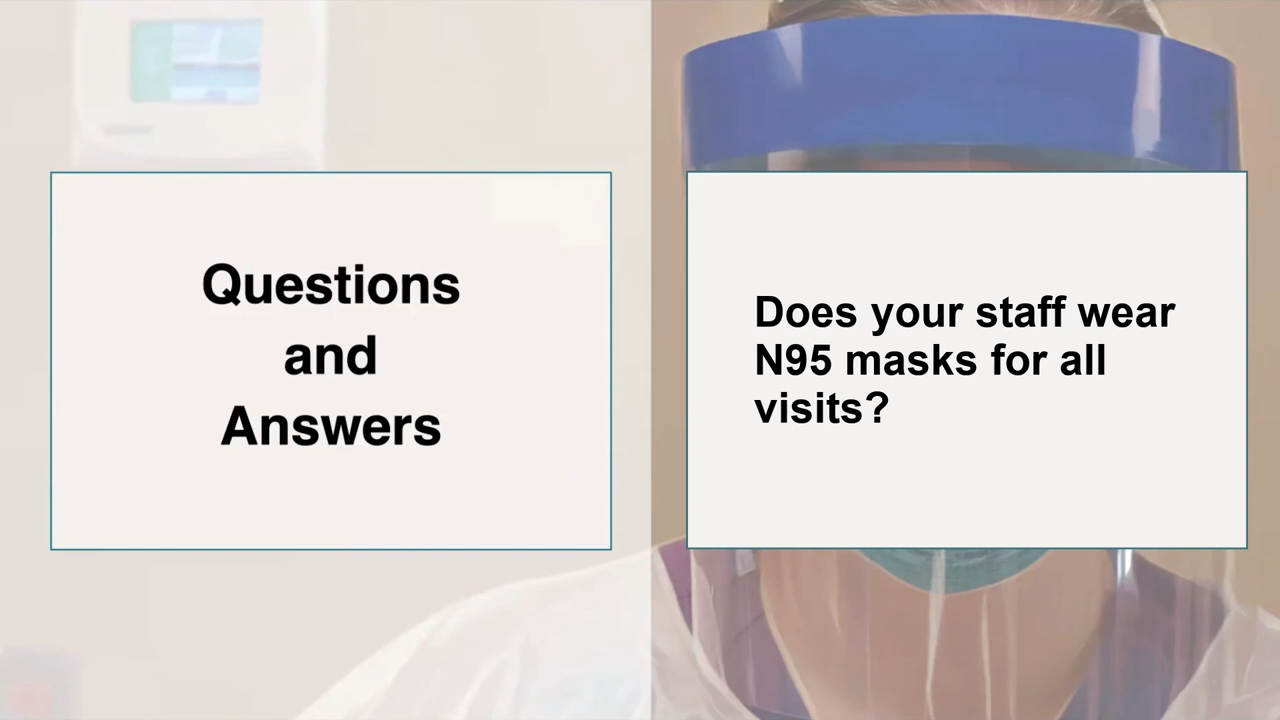 Questions
and
Answers
Does your staff wear
N95 masks for all
visits?